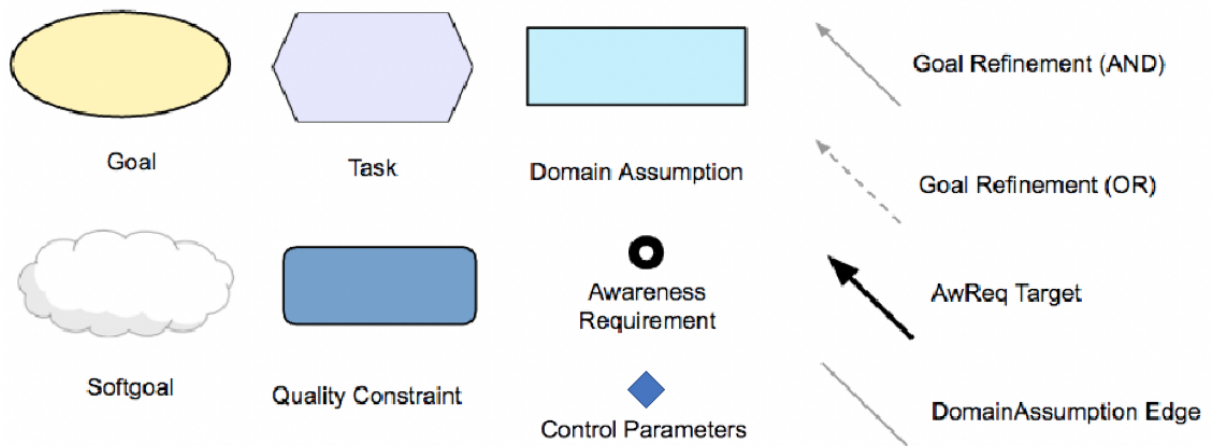 Goal
Task
Domain Assumption
Goal Refinement (AND)
Goal Refinement (OR)
Softgoal
Quality Constraint
Awareness
Requirement
Control Parameters
AwReq Target
DomainAssumption Edge